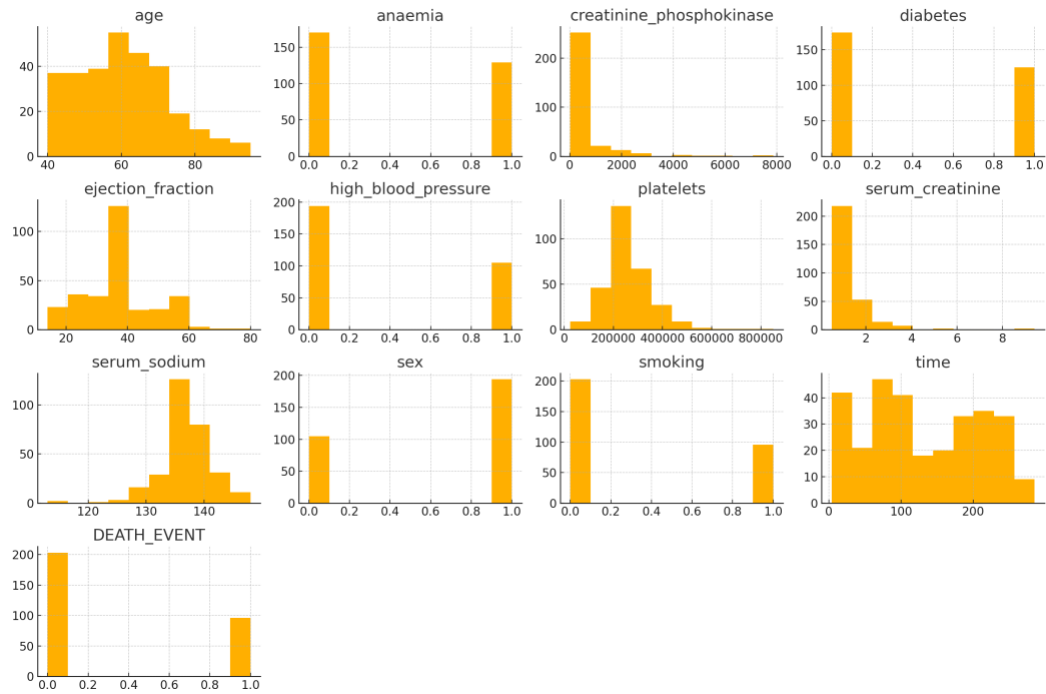 age
anaemia
creatinine_phosphokinase
diabetes
40
20
0
40 60 80
150
100
50
0
0.0 0.2 0.4 0.6 0.8 1.0
200
100
0
0 2000 4000 6000 8000
150
100
50
0
0.0 0.2 0.4 0.6 0.8 1.0
ejection_fraction
high_blood_pressure
platelets
serum_creatinine
100
50
0
20 40 60 80
200
150
100
50
0
0.0 0.2 0.4 0.6 0.8 1.0
100
50
0
0 200000 400000 600000 800000
200
150
100
50
0
2 4 6 8
serum_sodium
sex
smoking
time
100
50
0
120 130 140
200
150
100
50
0
0.0 0.2 0.4 0.6 0.8 1.0
200
150
100
50
0
0.0 0.2 0.4 0.6 0.8 1.0
40
30
20
10
0
0 100 200
DEATH_EVENT
200
150
100
50
0
0.0 0.2 0.4 0.6 0.8 1.0